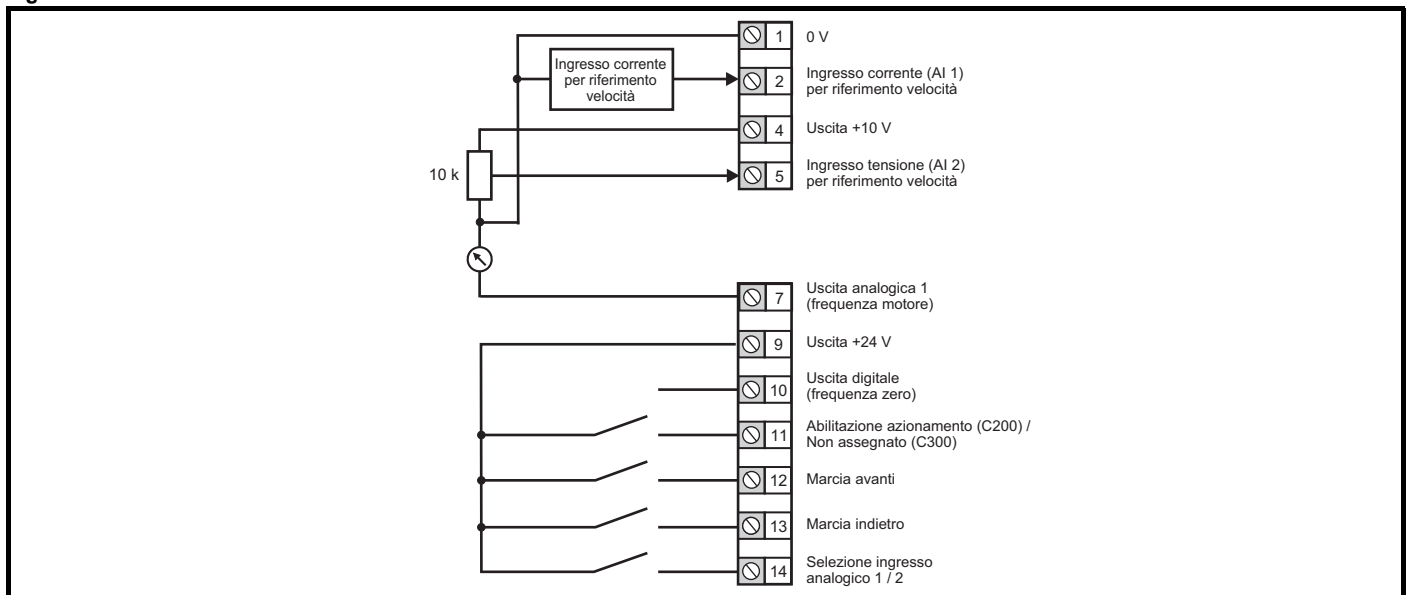 1 0 V
Ingresso corrente
per riferimento
velocità
2 Ingresso corrente (AI 1)
per riferimento velocità
4 Uscita +10 V
10 k
5 Ingresso tensione (AI 2)
per riferimento velocità
7 Uscita analogica 1
(frequenza motore)
9 Uscita +24 V
10 Uscita digitale
(frequenza zero)
11 Abilitazione azionamento (C200) /
Non assegnato (C300)
12 Marcia avanti
13 Marcia indietro
14 Selezione ingresso
analogico 1 / 2